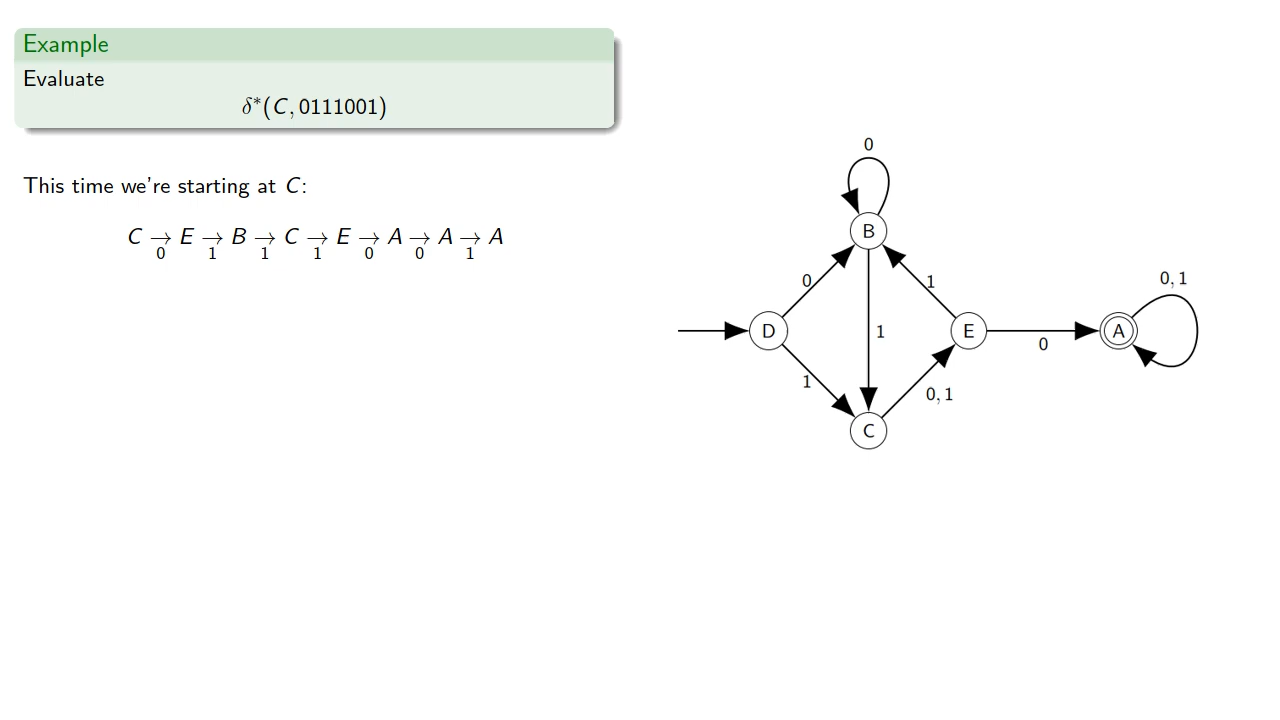 Example
Evaluate
δ*(C, 0111001)
This time we're starting at C:
C →0 E →1 B →1 C →1 E →0 A →0 A →1 A
0
B
0
1
0, 1
D
1
E
0
A
1
0, 1
C